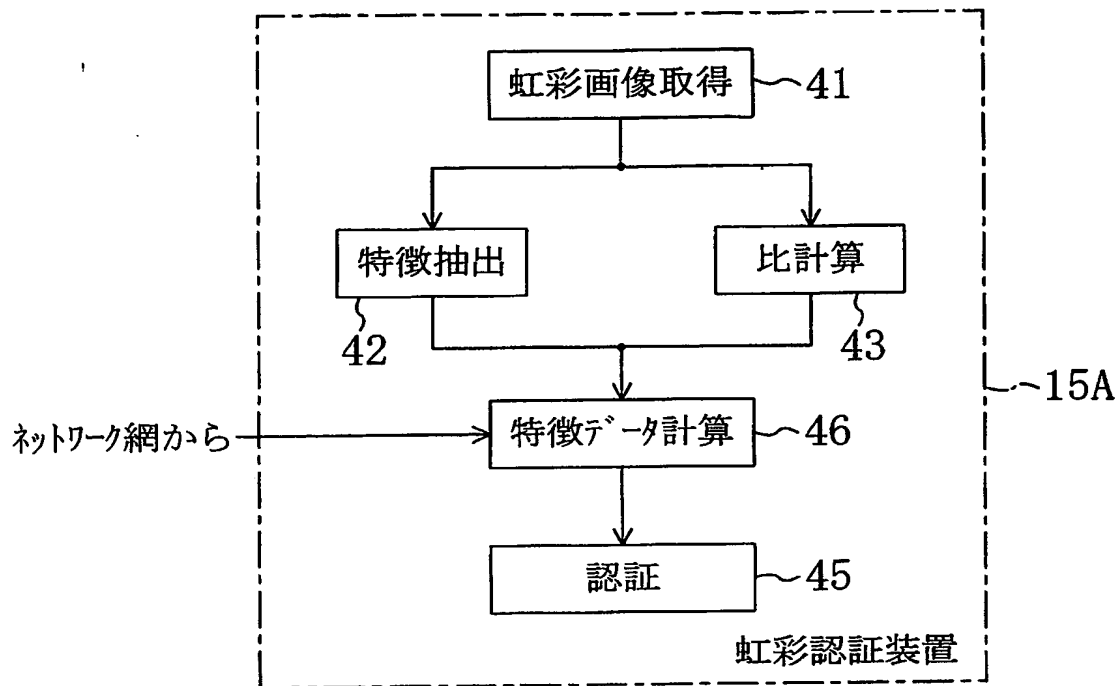 虹彩画像取得
41
特徴抽出
比計算
42
43
15A
ネットワーク網から
特徴データ計算
46
認証
45
虹彩認証装置